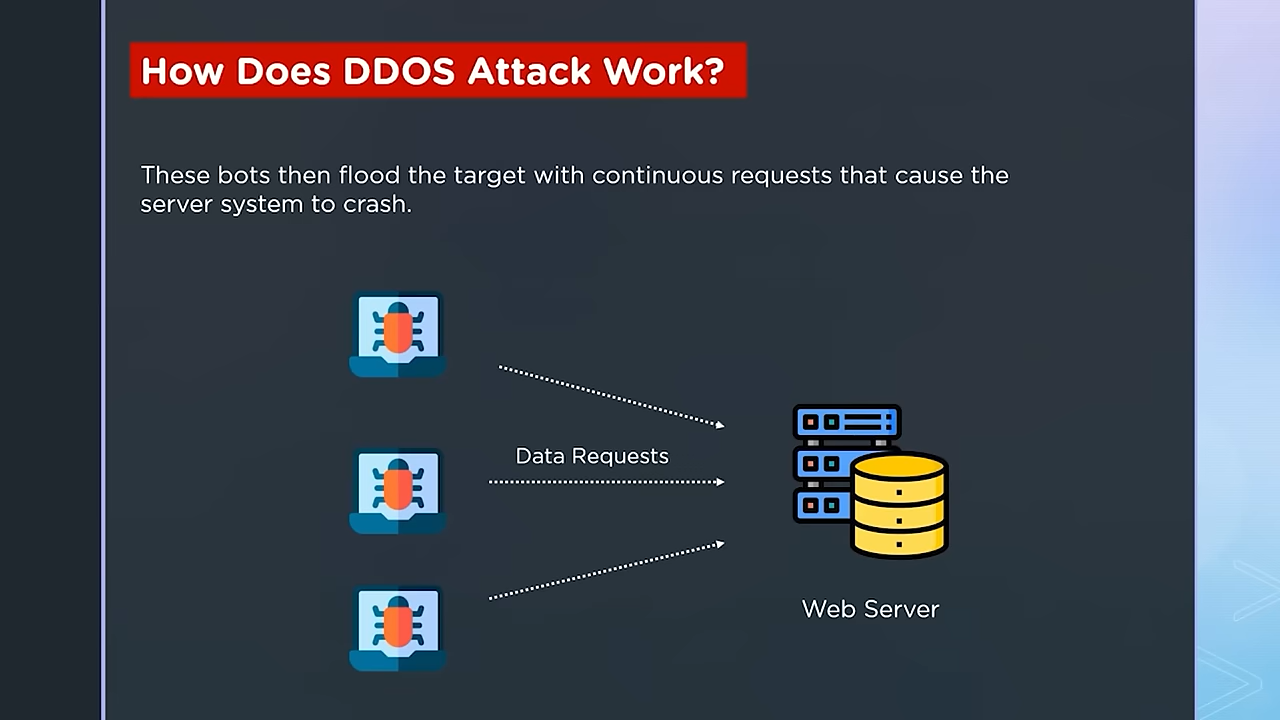 How Does DDOS Attack Work?
These bots then flood the target with continuous requests that cause the
server system to crash.
Data Requests
Web Server